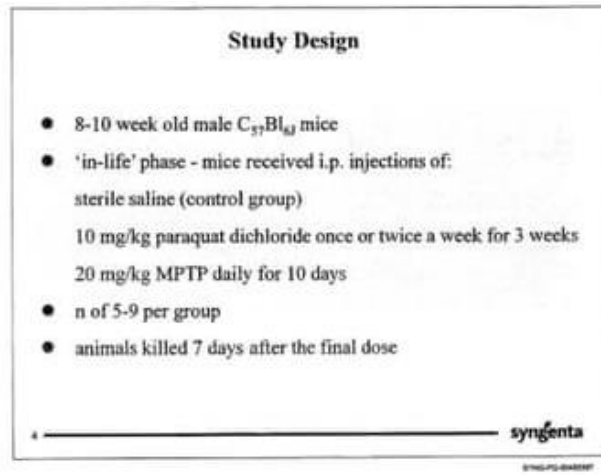 Study Design
● 8-10 week old male C₅₇Bl₆J mice
● ‘in-life’ phase - mice received i.p. injections of:
sterile saline (control group)
10 mg/kg paraquat dichloride once or twice a week for 3 weeks
20 mg/kg MPTP daily for 10 days
● n of 5-9 per group
● animals killed 7 days after the final dose
4
syngenta